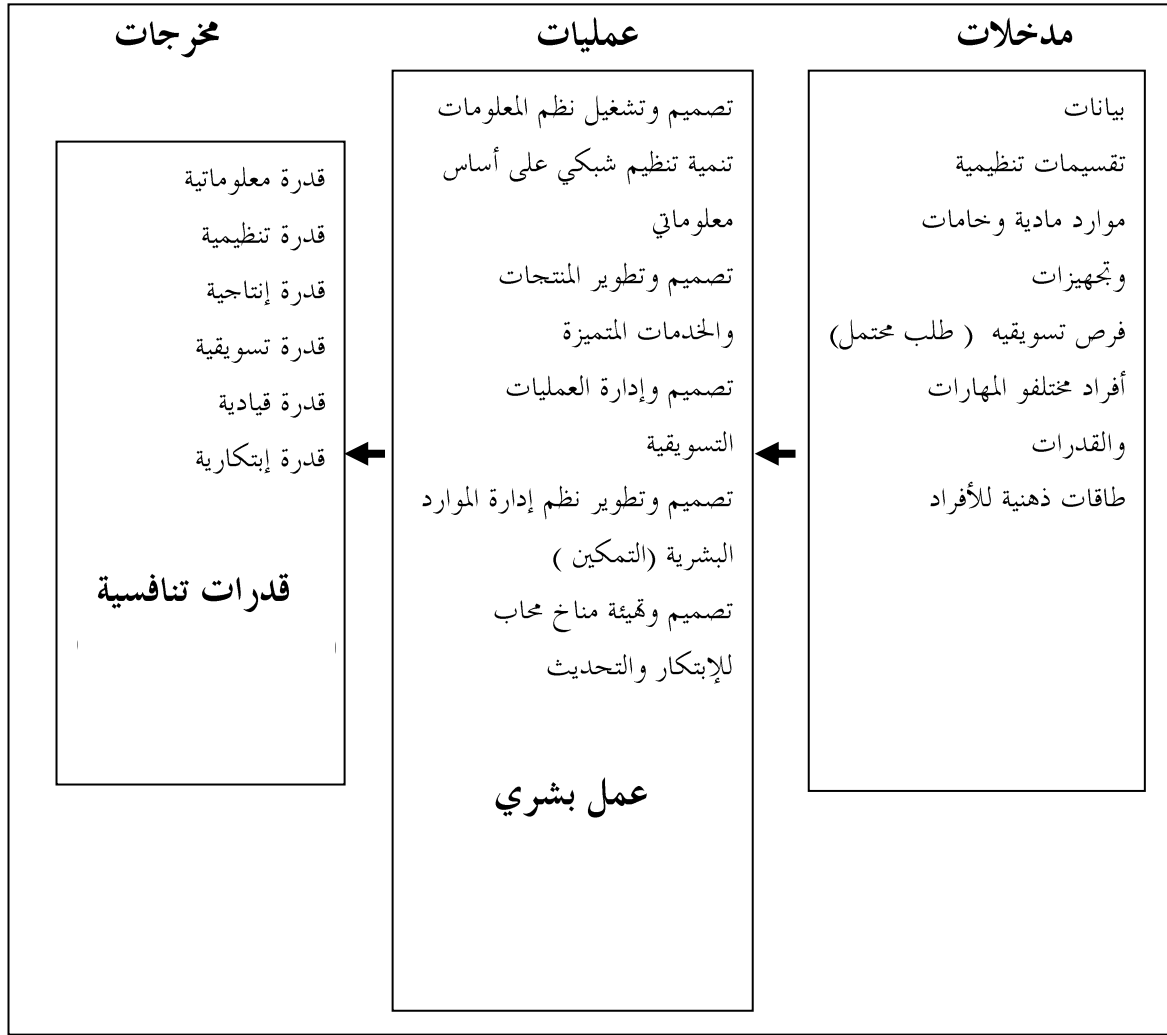 مدخلات
بيانات
تقسيمات تنظيمية
موارد مادية وخامات
وتجهيزات
فرص تسويقيه ( طلب محتمل)
أفراد مختلفو المهارات
والقدرات
طاقات ذهنية للأفراد
عمليات
تصميم وتشغيل نظم المعلومات
تنمية تنظيم شبكي على أساس
معلوماتي
تصميم وتطوير المنتجات
والخدمات المتميزة
تصميم وإدارة العمليات
التسويقية
تصميم وتطوير نظم إدارة الموارد
البشرية (التمكين )
تصميم وتهيئة مناخ محاب
للإبتكار والتحديث
عمل بشري
مخرجات
قدرة معلوماتية
قدرة تنظيمية
قدرة إنتاجية
قدرة تسويقية
قدرة قيادية
قدرة إبتكارية
قدرات تنافسية